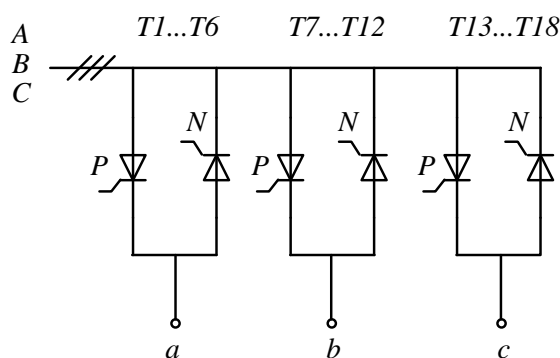 A T1...T6 T7...T12 T13...T18
B
C
N N N
P P P
a b c